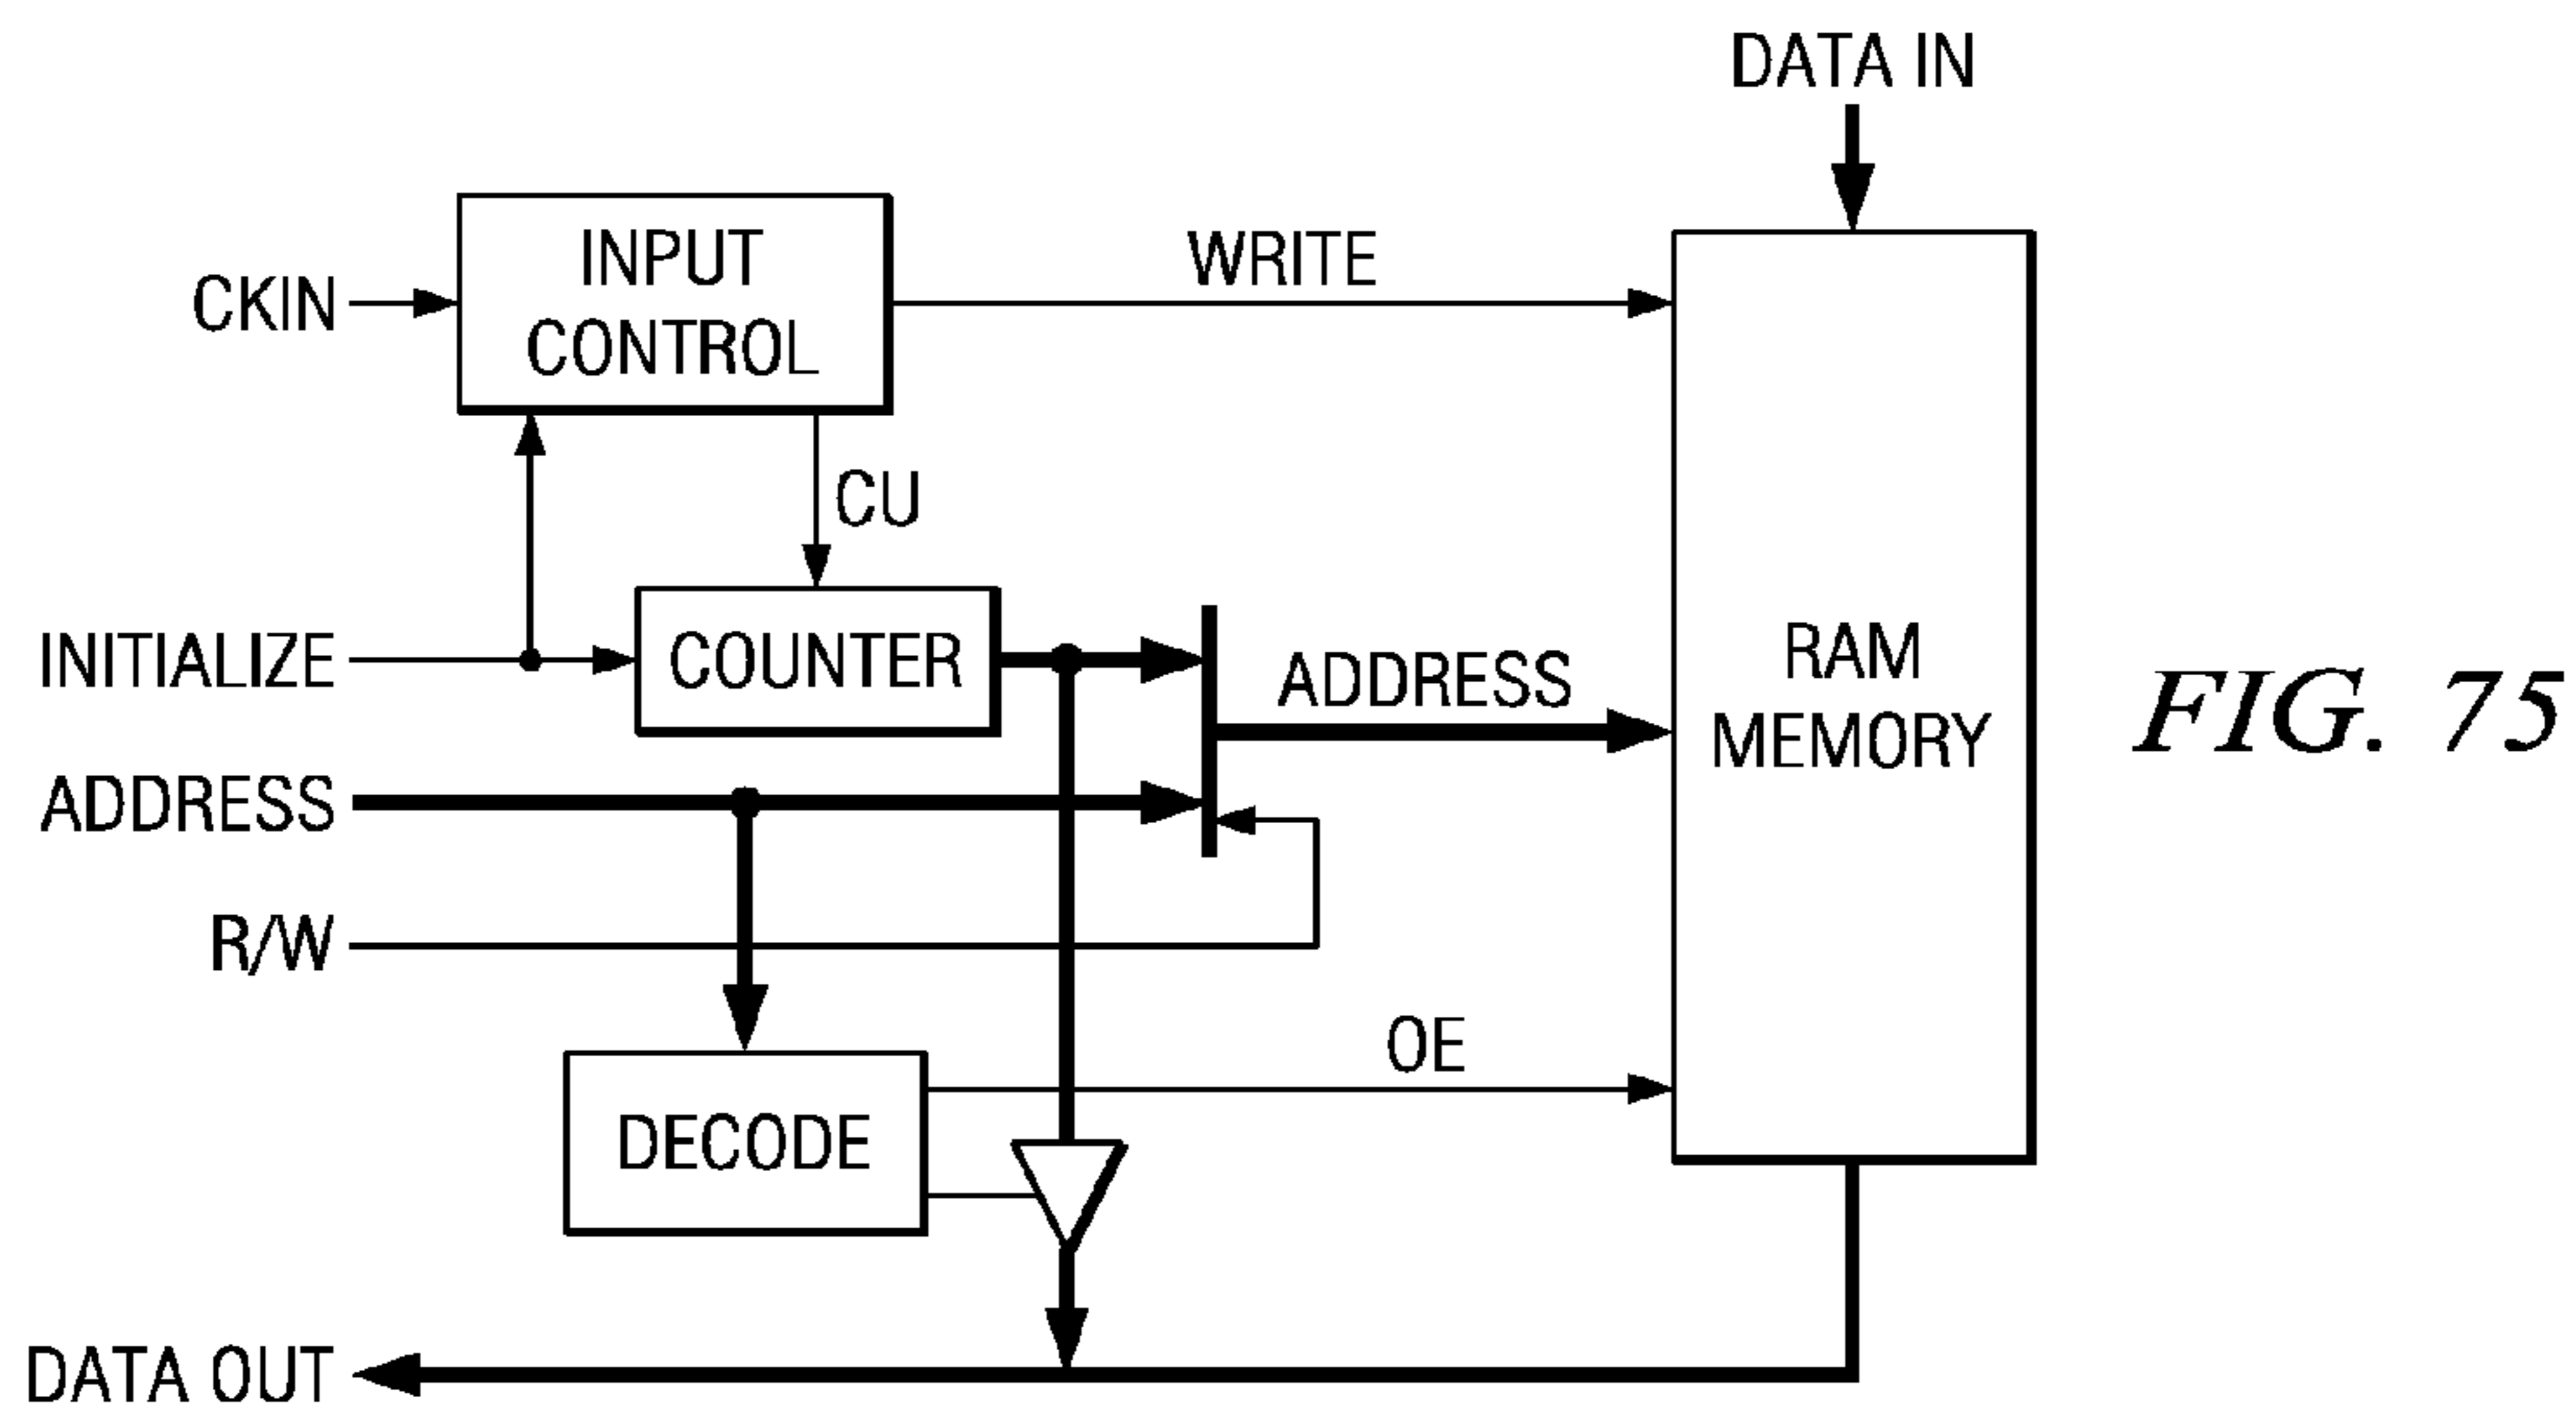 DATA IN
INPUT
CONTROL
WRITE
CKIN
CU
INITIALIZE
COUNTER
ADDRESS
RAM
MEMORY
FIG. 75
ADDRESS
R/W
OE
DECODE
DATA OUT